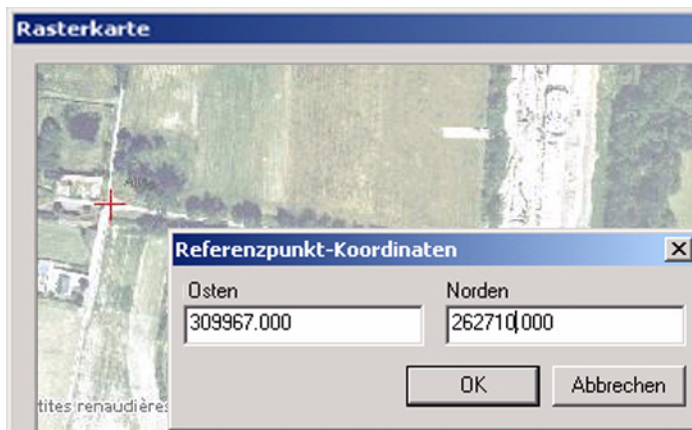 Rasterkarte
Referenzpunkt-Koordinaten
Osten
Norden
309967.000
262710.000
OK
Abbrechen
tites renaudières